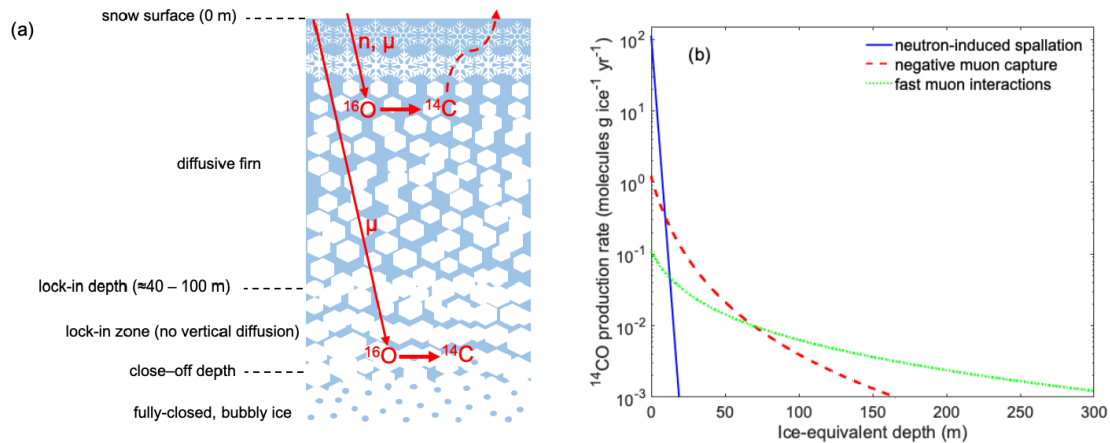 (a)
snow surface (0 m)
n, μ
¹⁶O
¹⁴C
diffusive firn
μ
lock-in depth (≈40 – 100 m)
lock-in zone (no vertical diffusion)
¹⁶O
¹⁴C
close–off depth
fully-closed, bubbly ice
(b)
neutron-induced spallation
negative muon capture
fast muon interactions
¹⁴CO production rate (molecules g ice⁻¹ yr⁻¹)
10²
10⁰
10⁻¹
10⁻²
10⁻³
0
50
100
150
200
250
300
Ice-equivalent depth (m)